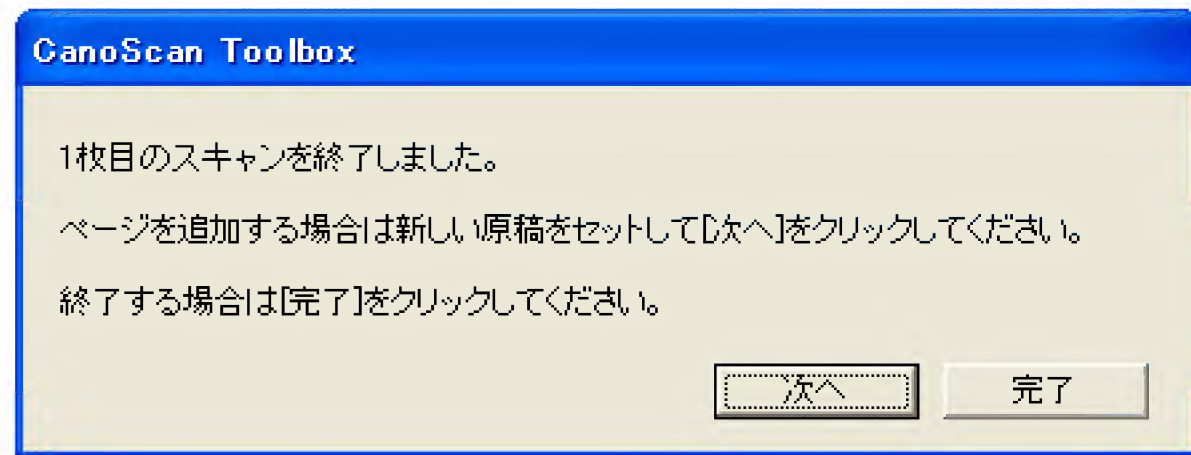 CanoScan Toolbox
1枚目のスキャンを終了しました。
ページを追加する場合は新しい原稿をセットして[次へ]をクリックしてください。
終了する場合は[完了]をクリックしてください。
次へ 完了